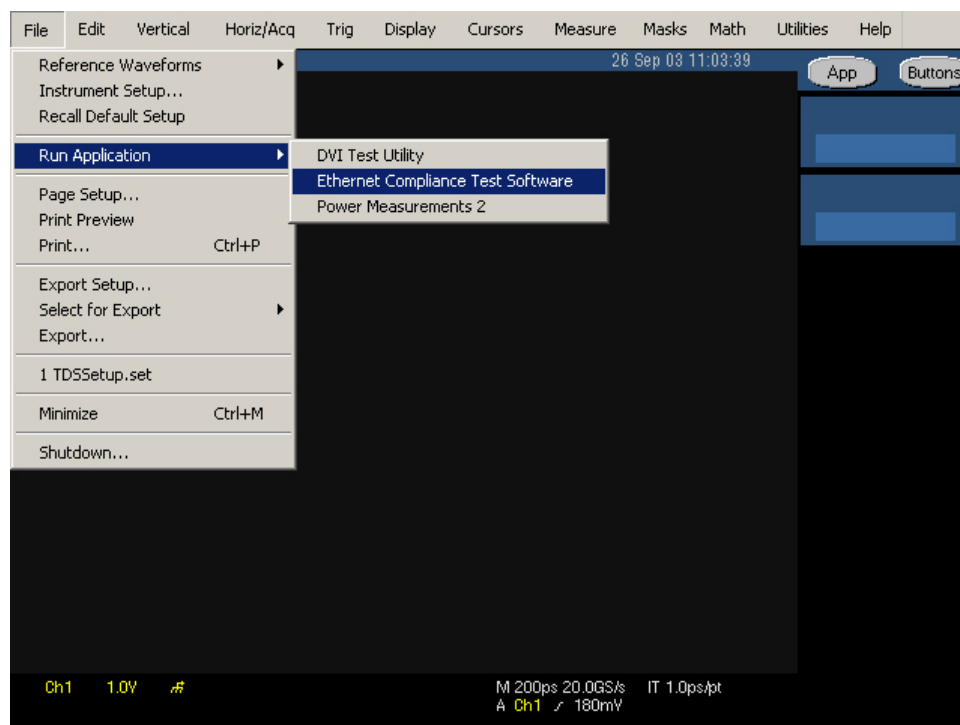 File Edit Vertical Horiz/Acq Trig Display Cursors Measure Masks Math Utilities Help
26 Sep 03 11:03:39
App Buttons
Reference Waveforms
Instrument Setup...
Recall Default Setup
Run Application
DVI Test Utility
Ethernet Compliance Test Software
Power Measurements 2
Page Setup...
Print Preview
Print... Ctrl+P
Export Setup...
Select for Export
Export...
1 TDSSetup.set
Minimize Ctrl+M
Shutdown...
Ch1 1.0V
M 200ps 20.0GS/s IT 1.0ps/pt
A Ch1 180mV